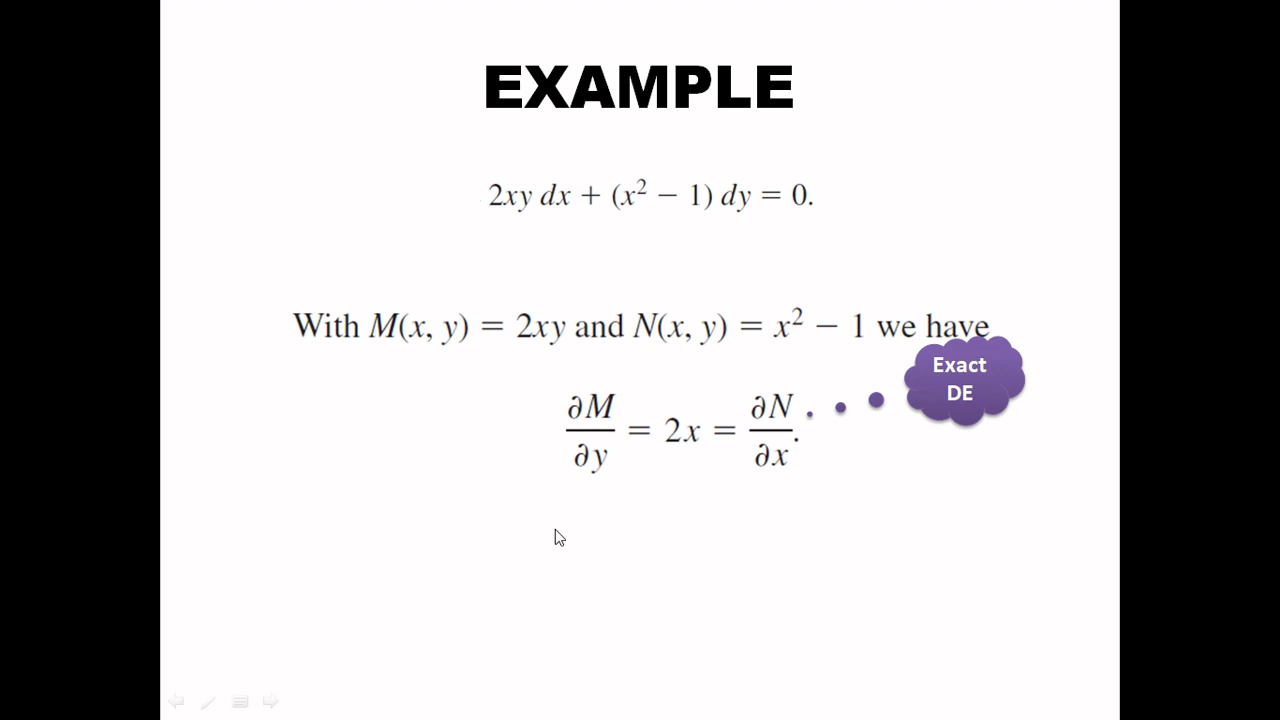 EXAMPLE
2xy dx + (x² − 1) dy = 0.
With M(x, y) = 2xy and N(x, y) = x² − 1 we have
Exact
DE
∂M/∂y = 2x = ∂N/∂x.